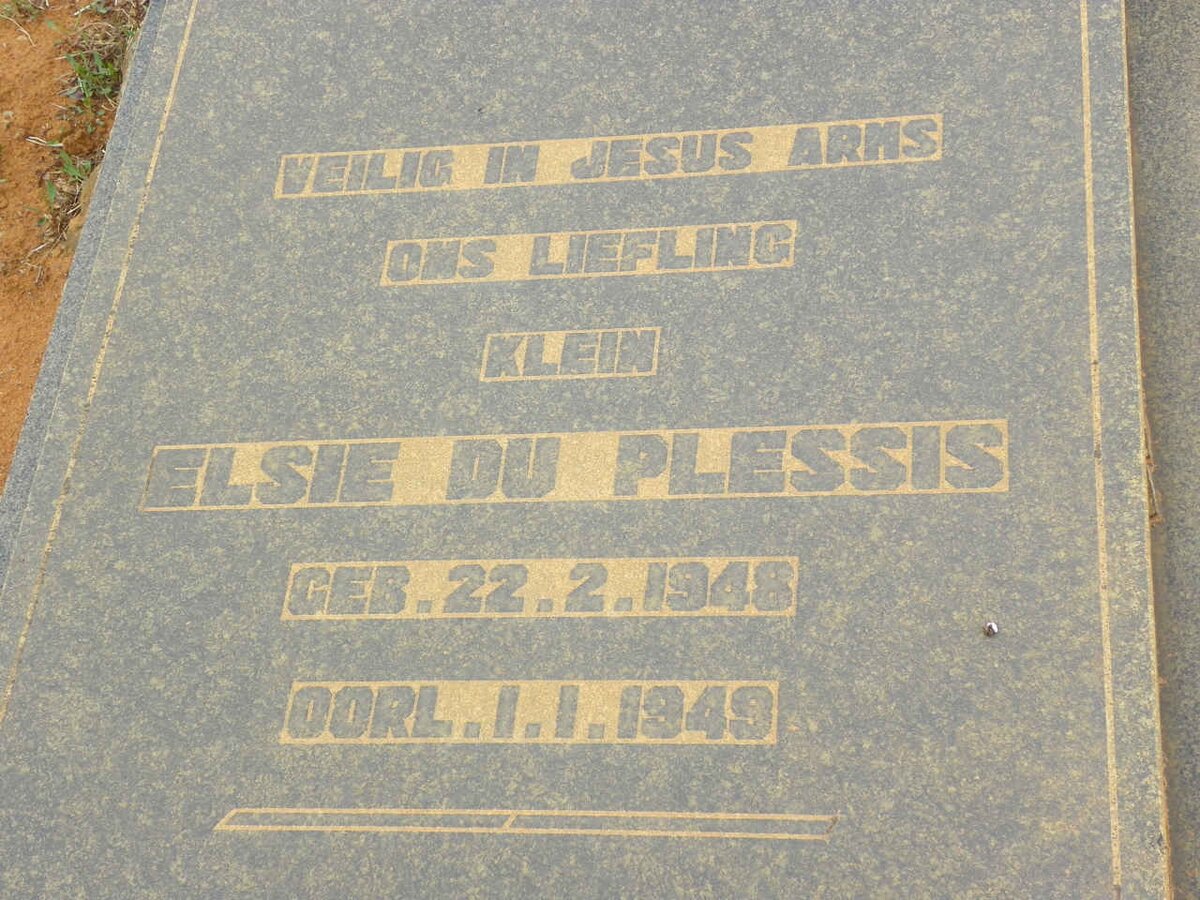 VEILIG IN JESUS ARMS
ONS LIEFLING
KLEIN
ELSIE DU PLESSIS
GEB. 22.2.1948
OORL.1.1.1949